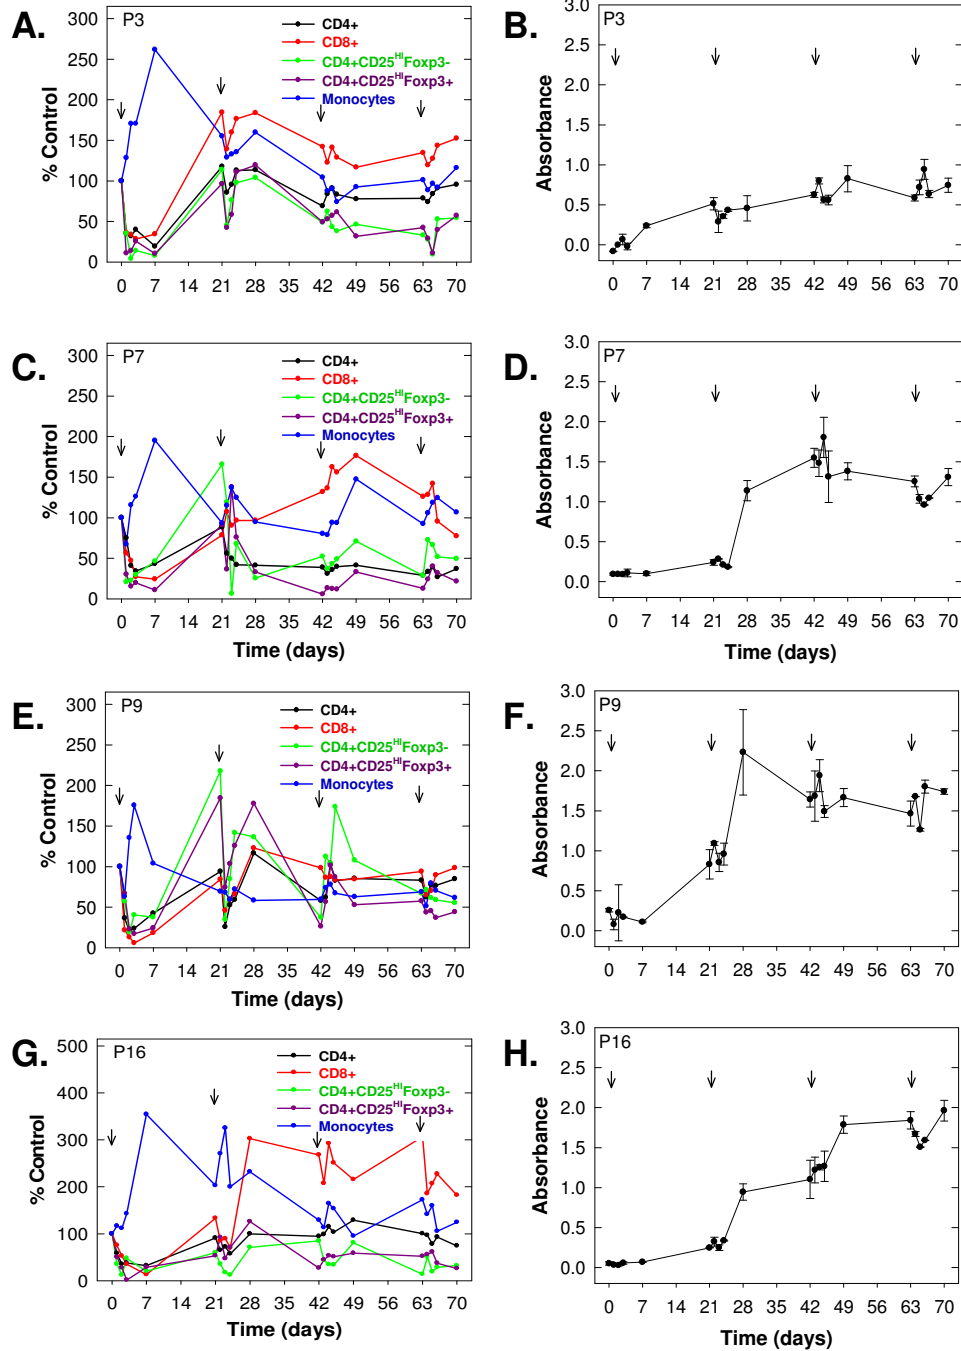 A.
P3
CD4+
CD8+
CD4+CD25HIFoxp3-
CD4+CD25HIFoxp3+
Monocytes
% Control
300
250
200
150
100
50
0
0 7 14 21 28 35 42 49 56 63 70
B.
P3
Absorbance
3.0
2.5
2.0
1.5
1.0
0.5
0.0
0 7 14 21 28 35 42 49 56 63 70
C.
P7
CD4+
CD8+
CD4+CD25HIFoxp3-
CD4+CD25HIFoxp3+
Monocytes
% Control
300
250
200
150
100
50
0
0 7 14 21 28 35 42 49 56 63 70
Time (days)
D.
P7
Absorbance
3.0
2.5
2.0
1.5
1.0
0.5
0.0
0 7 14 21 28 35 42 49 56 63 70
Time (days)
E.
P9
CD4+
CD8+
CD4+CD25HIFoxp3-
CD4+CD25HIFoxp3+
Monocytes
% Control
300
250
200
150
100
50
0
0 7 14 21 28 35 42 49 56 63 70
Time (days)
F.
P9
Absorbance
3.0
2.5
2.0
1.5
1.0
0.5
0.0
0 7 14 21 28 35 42 49 56 63 70
G.
P16
CD4+
CD8+
CD4+CD25HIFoxp3-
CD4+CD25HIFoxp3+
Monocytes
% Control
500
400
300
200
100
0
0 7 14 21 28 35 42 49 56 63 70
Time (days)
H.
P16
Absorbance
3.0
2.5
2.0
1.5
1.0
0.5
0.0
0 7 14 21 28 35 42 49 56 63 70
Time (days)